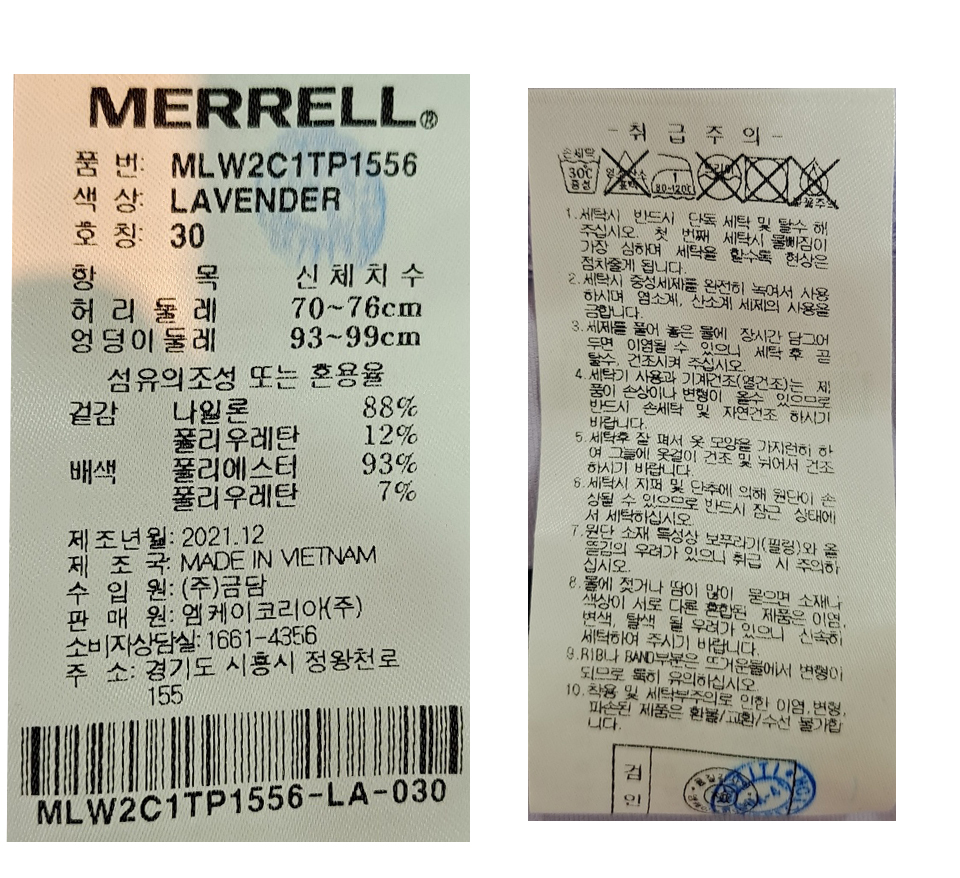 MERRELL®
품 번: MLW2C1TP1556
색 상: LAVENDER
호 칭: 30
항 목 신체치수
허리둘레 70~76cm
엉덩이둘레 93~99cm
섬유의조성 또는 혼용율
겉감 나일론 88%
폴리우레탄 12%
배색 폴리에스터 93%
폴리우레탄 7%
제조년월: 2021.12
제 조 국: MADE IN VIETNAM
수 입 원: (주)금담
판 매 원: 엠케이코리아(주)
소비자상담실: 1661-4356
주 소: 경기도 시흥시 정왕천로
155
MLW2C1TP1556-LA-030
-취급주의-
손세탁
30℃
중성
80~120℃
1.세탁시 반드시 단독 세탁 및 탈수 해
주십시오. 첫 번째 세탁시 물빠짐이
가장 심하며 세탁을 할수록 현상은
점차줄게 됩니다.
2.세탁시 중성세제를 완전히 녹여서 사용
하시며 염소계, 산소계 세제의 사용을
금합니다.
3.세제를 풀어 놓은 물에 장시간 담그어
두면 이염될 수 있으니 세탁 후 곧
탈수, 건조시켜 주십시오.
4.세탁기 사용과 기계건조(열건조)는 제
품이 손상이나 변형이 올수 있으므로
반드시 손세탁 및 자연건조 하시기
바랍니다.
5.세탁후 잘 펴서 옷 모양을 가지런히 하
여 그늘에 옷걸이 건조 및 뉘어서 건조
하시기 바랍니다.
6.세탁시 지퍼 및 단추에 의해 원단이 손
상될 수 있으므로 반드시 잠근 상태에
서 세탁하십시오.
7.원단 소재 특성상 보푸라기(필링)와 올
뜯김의 우려가 있으니 취급 시 주의하
십시오.
8.물에 젖거나 땀이 많이 묻으면 소재나
색상이 서로 다른 혼합된 제품은 이염,
변색, 탈색 될 우려가 있으니 신속히
세탁하여 주시기 바랍니다.
9.RIB나 BAND부분은 뜨거운물에서 변형이
되므로 특히 유의하십시오.
10.착용 및 세탁부주의로 인한 이염,변형,
파손된 제품은 환불/교환/수선 불가합
니다.
검
인